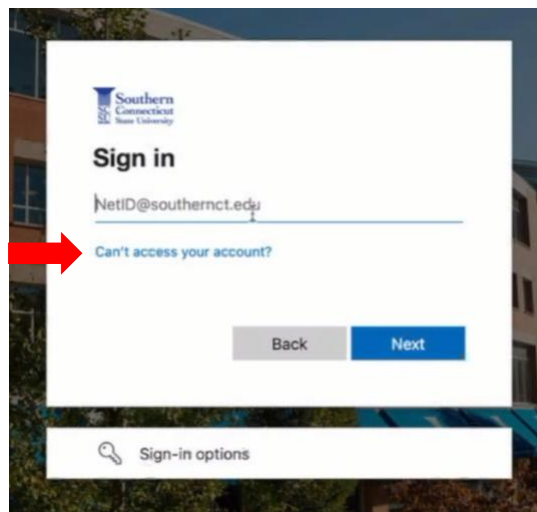 Southern
Connecticut
State University
Sign in
NetID@southernct.edu
Can't access your account?
Back
Next
Sign-in options